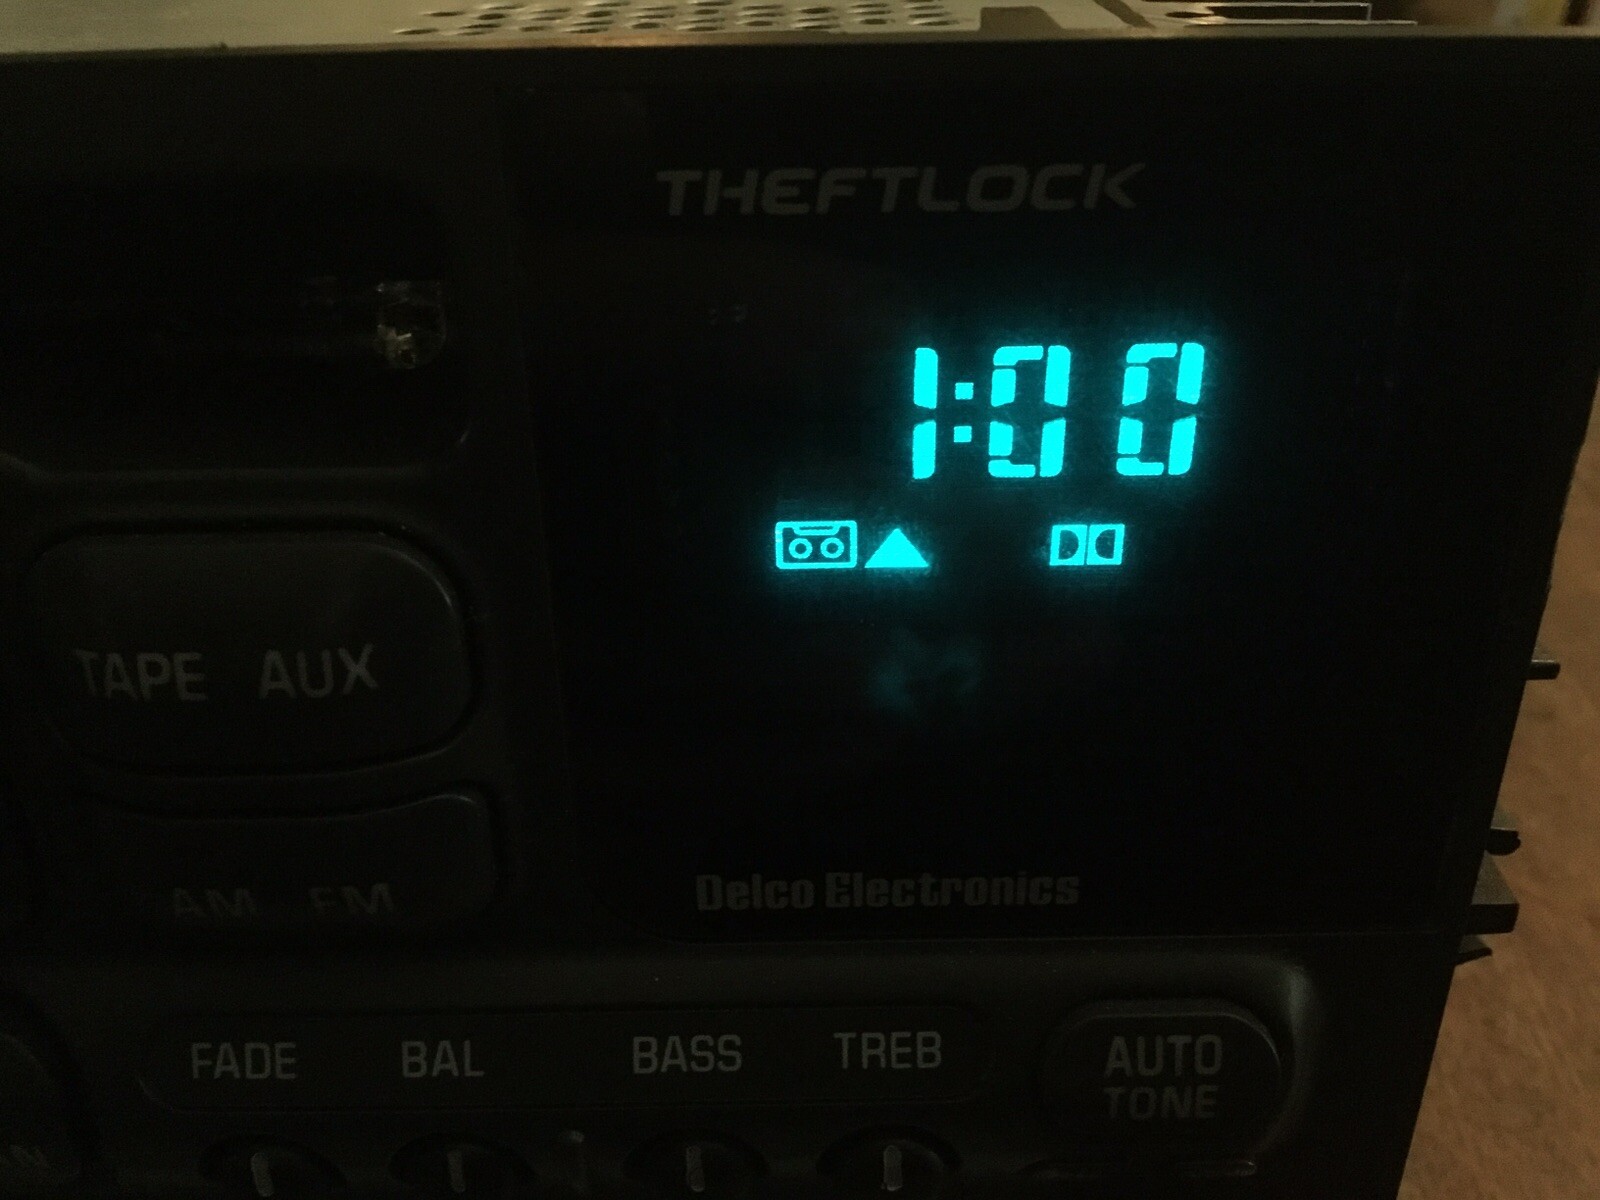 THEFTLOCK
1:00
TAPE AUX
AM FM
Delco Electronics
FADE BAL BASS TREB
AUTO
TONE